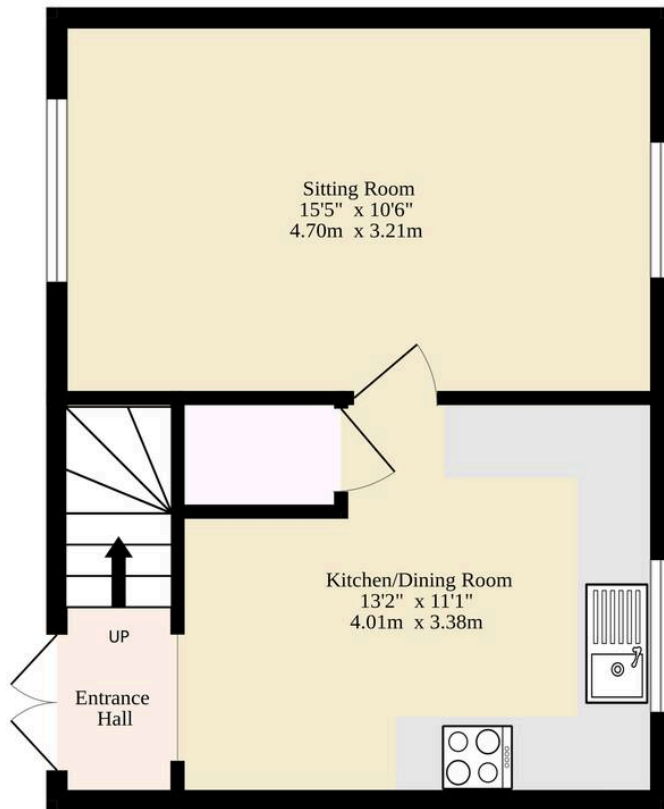 Sitting Room
15'5" x 10'6"
4.70m x 3.21m
Kitchen/Dining Room
13'2" x 11'1"
4.01m x 3.38m
UP
Entrance
Hall